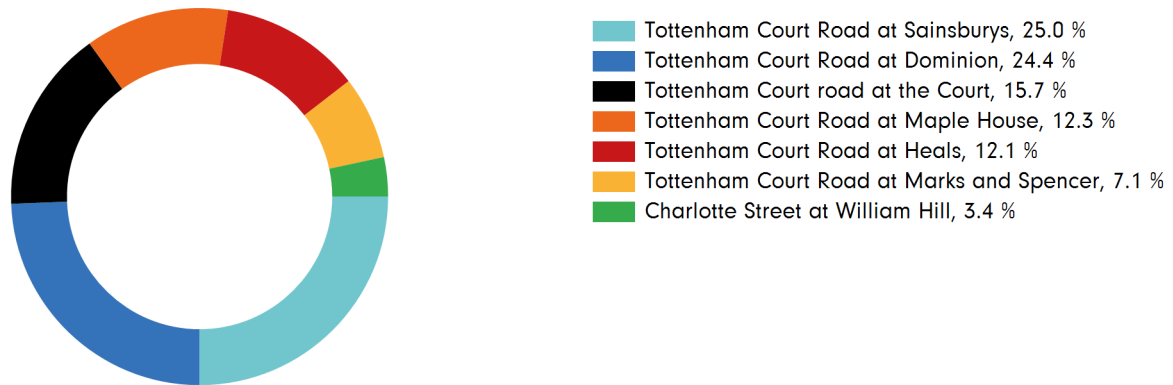 Tottenham Court Road at Sainsburys, 25.0 %
Tottenham Court Road at Dominion, 24.4 %
Tottenham Court road at the Court, 15.7 %
Tottenham Court Road at Maple House, 12.3 %
Tottenham Court Road at Heals, 12.1 %
Tottenham Court Road at Marks and Spencer, 7.1 %
Charlotte Street at William Hill, 3.4 %